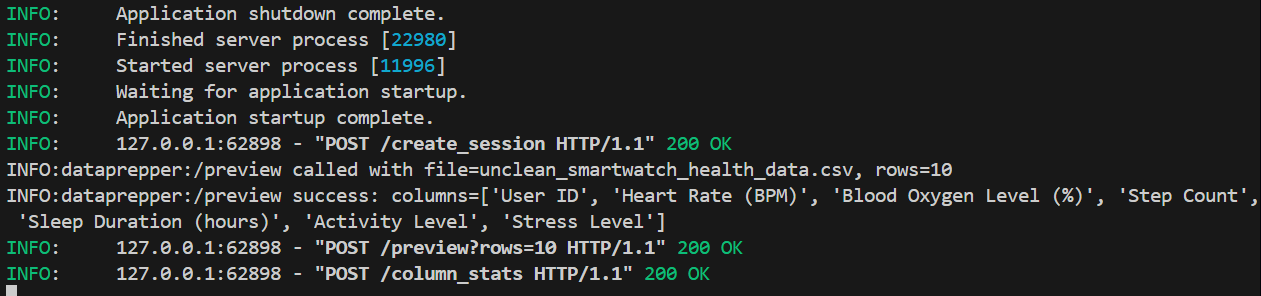 INFO:     Application shutdown complete.
INFO:     Finished server process [22980]
INFO:     Started server process [11996]
INFO:     Waiting for application startup.
INFO:     Application startup complete.
INFO:     127.0.0.1:62898 - "POST /create_session HTTP/1.1" 200 OK
INFO:dataprepper:/preview called with file=unclean_smartwatch_health_data.csv, rows=10
INFO:dataprepper:/preview success: columns=['User ID', 'Heart Rate (BPM)', 'Blood Oxygen Level (%)', 'Step Count',
 'Sleep Duration (hours)', 'Activity Level', 'Stress Level']
INFO:     127.0.0.1:62898 - "POST /preview?rows=10 HTTP/1.1" 200 OK
INFO:     127.0.0.1:62898 - "POST /column_stats HTTP/1.1" 200 OK